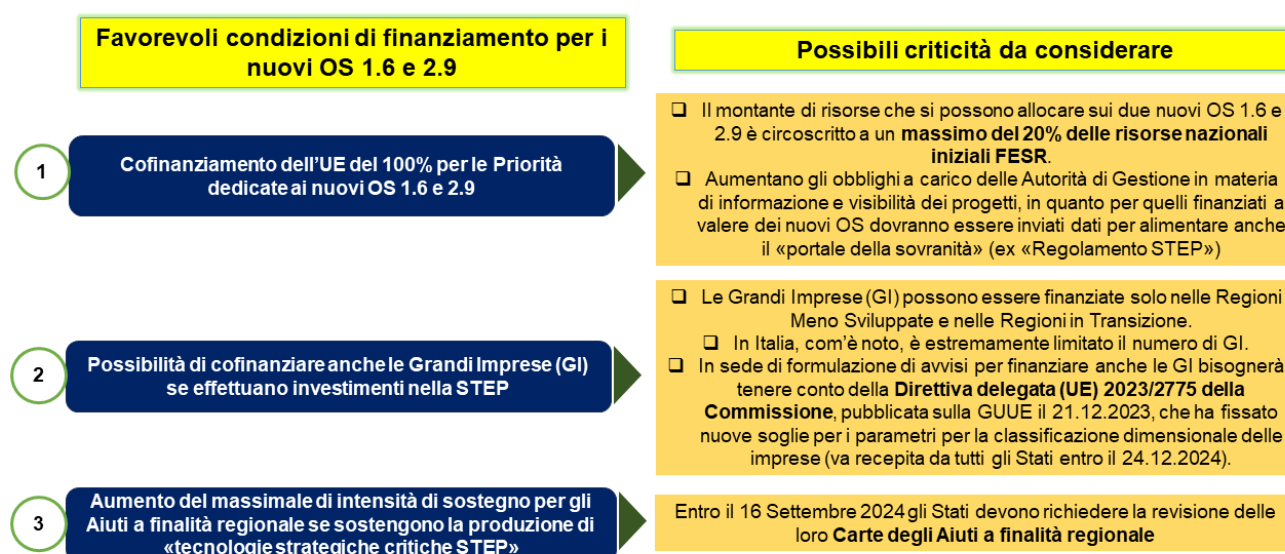 Favorevoli condizioni di finanziamento per i
nuovi OS 1.6 e 2.9
Possibili criticità da considerare
1
Cofinanziamento dell'UE del 100% per le Priorità
dedicate ai nuovi OS 1.6 e 2.9
❑ Il montante di risorse che si possono allocare sui due nuovi OS 1.6 e
2.9 è circoscritto a un massimo del 20% delle risorse nazionali
iniziali FESR.
❑ Aumentano gli obblighi a carico delle Autorità di Gestione in materia
di informazione e visibilità dei progetti, in quanto per quelli finanziati a
valere dei nuovi OS dovranno essere inviati dati per alimentare anche
il «portale della sovranità» (ex «Regolamento STEP»)
2
Possibilità di cofinanziare anche le Grandi Imprese (GI)
se effettuano investimenti nella STEP
❑ Le Grandi Imprese (GI) possono essere finanziate solo nelle Regioni
Meno Sviluppate e nelle Regioni in Transizione.
❑ In Italia, com'è noto, è estremamente limitato il numero di GI.
❑ In sede di formulazione di avvisi per finanziare anche le GI bisognerà
tenere conto della Direttiva delegata (UE) 2023/2775 della
Commissione, pubblicata sulla GUUE il 21.12.2023, che ha fissato
nuove soglie per i parametri per la classificazione dimensionale delle
imprese (va recepita da tutti gli Stati entro il 24.12.2024).
3
Aumento del massimale di intensità di sostegno per gli
Aiuti a finalità regionale se sostengono la produzione di
«tecnologie strategiche critiche STEP»
Entro il 16 Settembre 2024 gli Stati devono richiedere la revisione delle
loro Carte degli Aiuti a finalità regionale